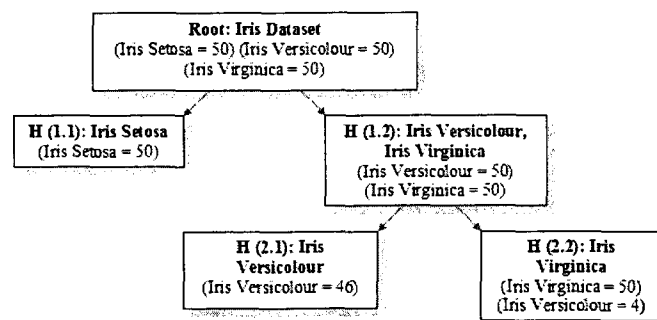 Root: Iris Dataset
(Iris Setosa = 50) (Iris Versicolour = 50)
(Iris Virginica = 50)
H (1.1): Iris Setosa
(Iris Setosa = 50)
H (1.2): Iris Versicolour,
Iris Virginica
(Iris Versicolour = 50)
(Iris Virginica = 50)
H (2.1): Iris
Versicolour
(Iris Versicolour = 46)
H (2.2): Iris
Virginica
(Iris Virginica = 50)
(Iris Versicolour = 4)